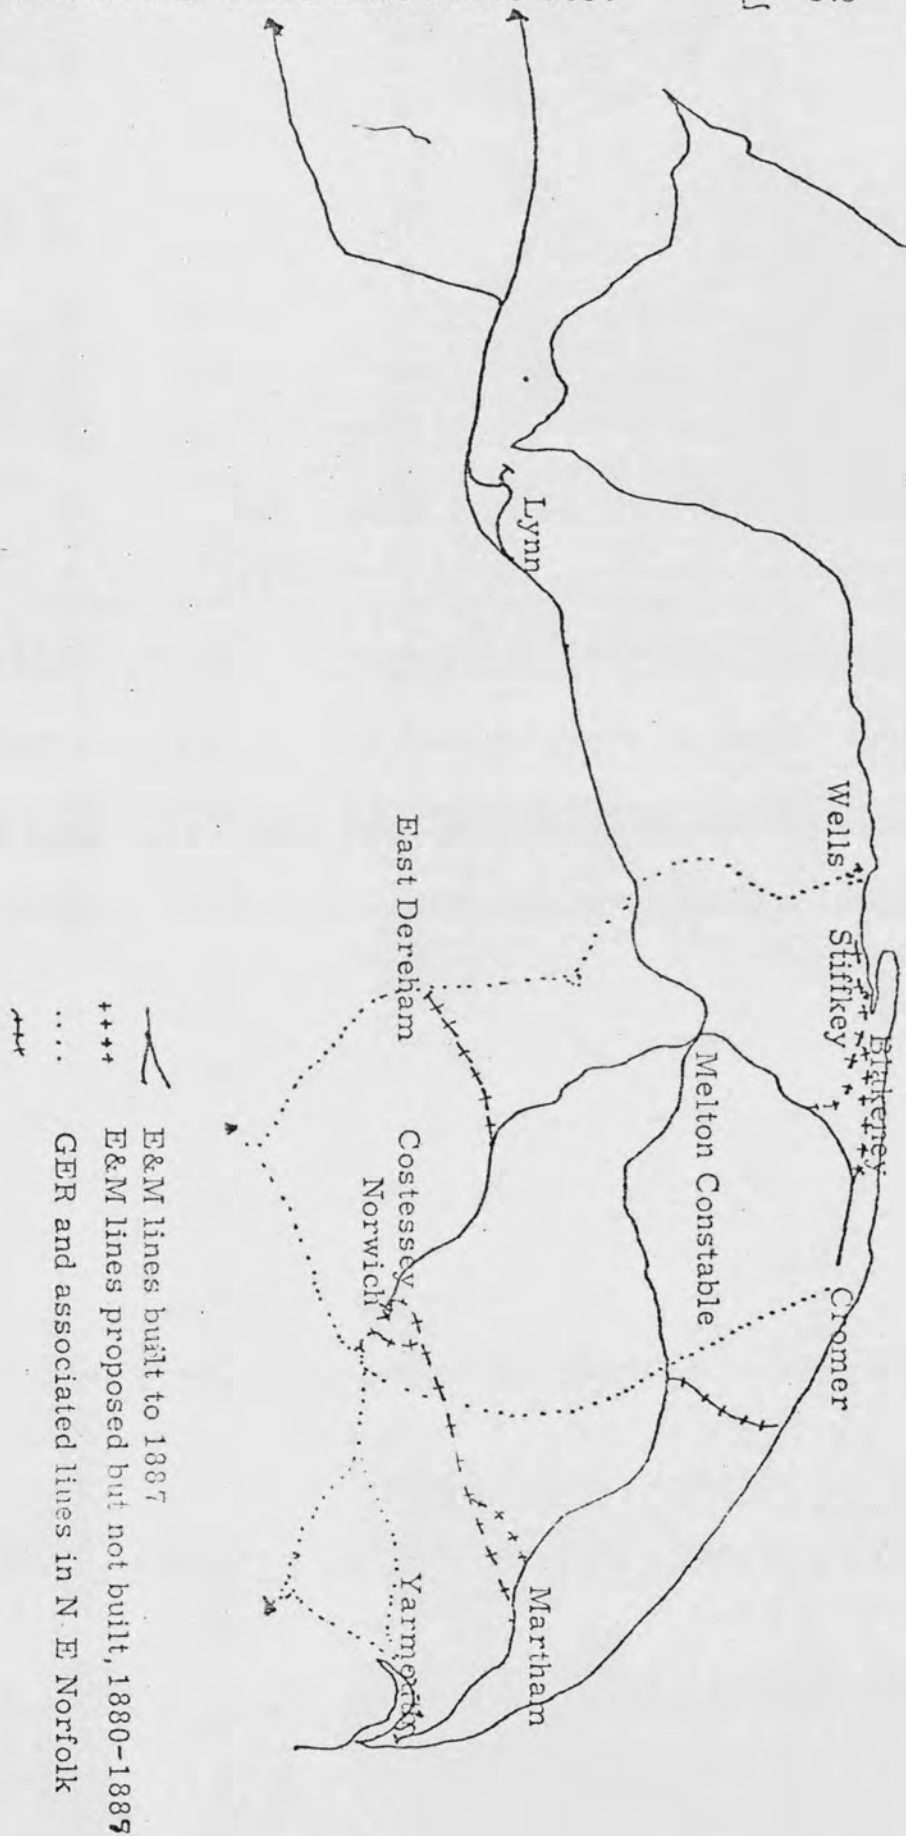 Lynn
Wells
Stiffkey
Blakeney
East Dereham
Melton Constable
Cromer
Costessey
Norwich
Martham
Yarmouth
E&M lines built to 1887
++++ E&M lines proposed but not built, 1880-1889
.... GER and associated lines in N E Norfolk